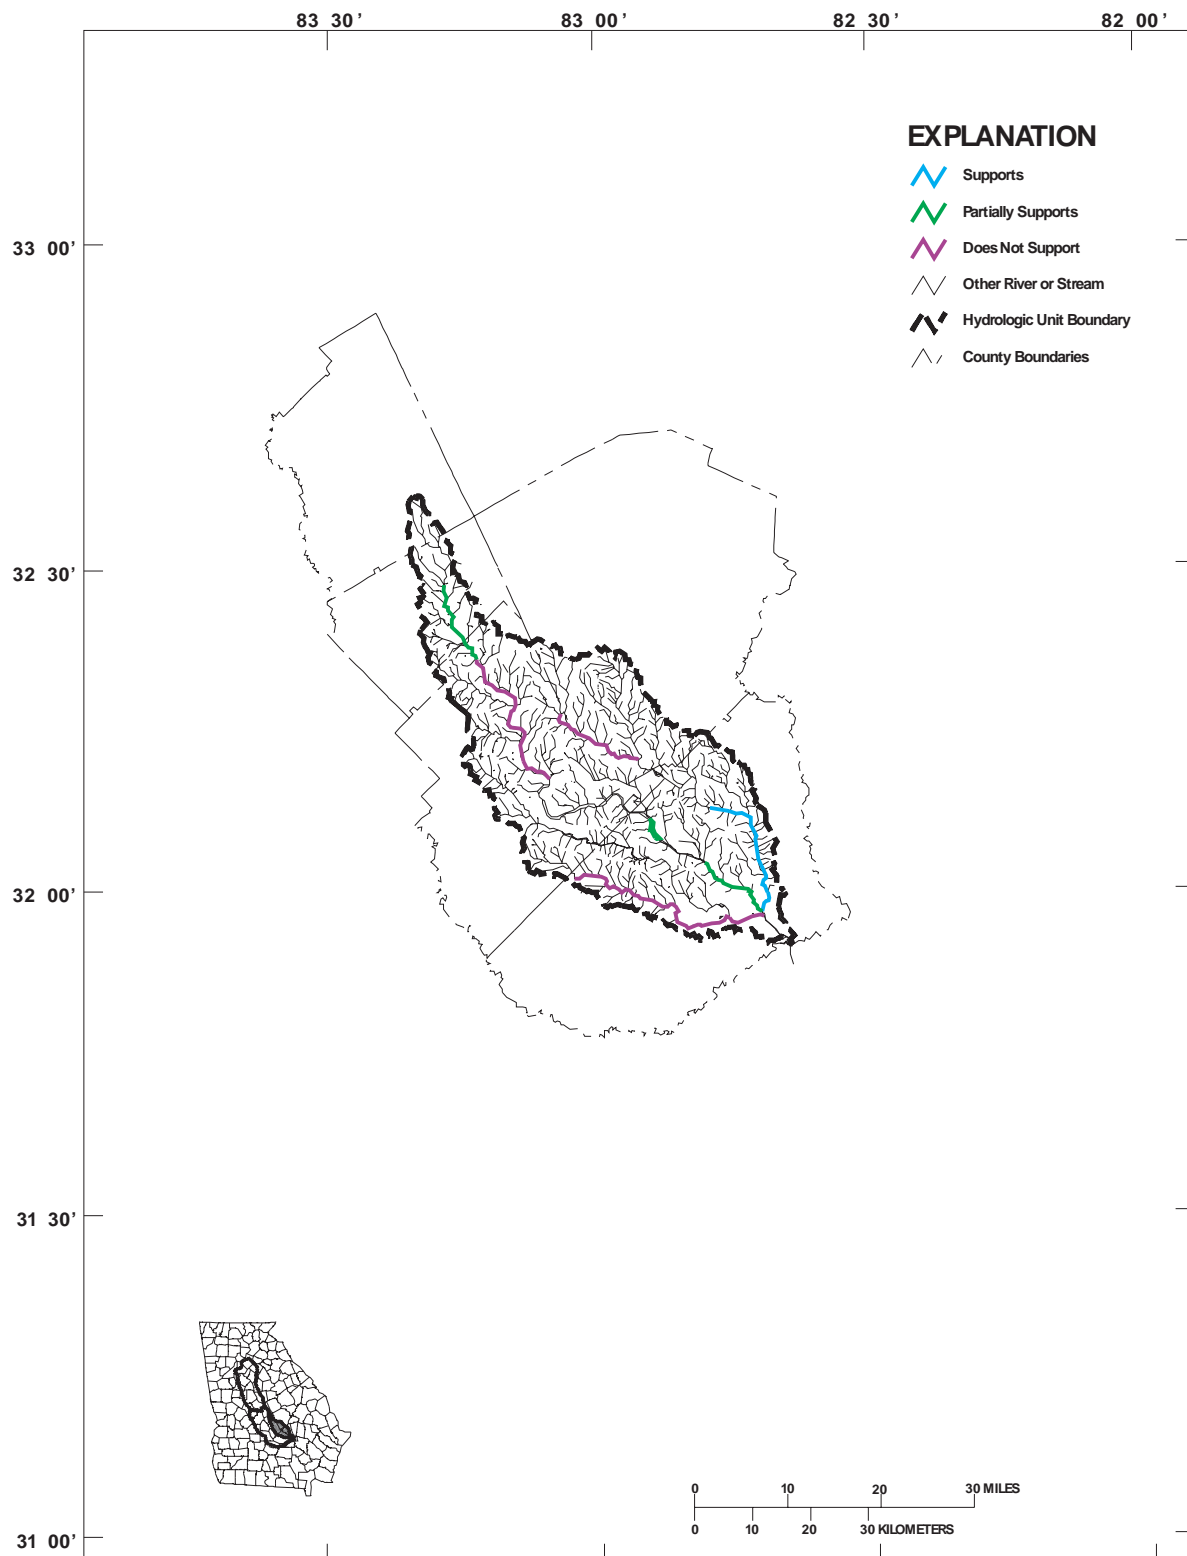 83 30’ 83 00’ 82 30’ 82 00’
EXPLANATION
Supports
Partially Supports
33 00’
Does Not Support
Other River or Stream
Hydrologic Unit Boundary
County Boundaries
32 30’
32 00’
31 30’
0 10 20 30 MILES
0 10 20 30 KILOMETERS
31 00’